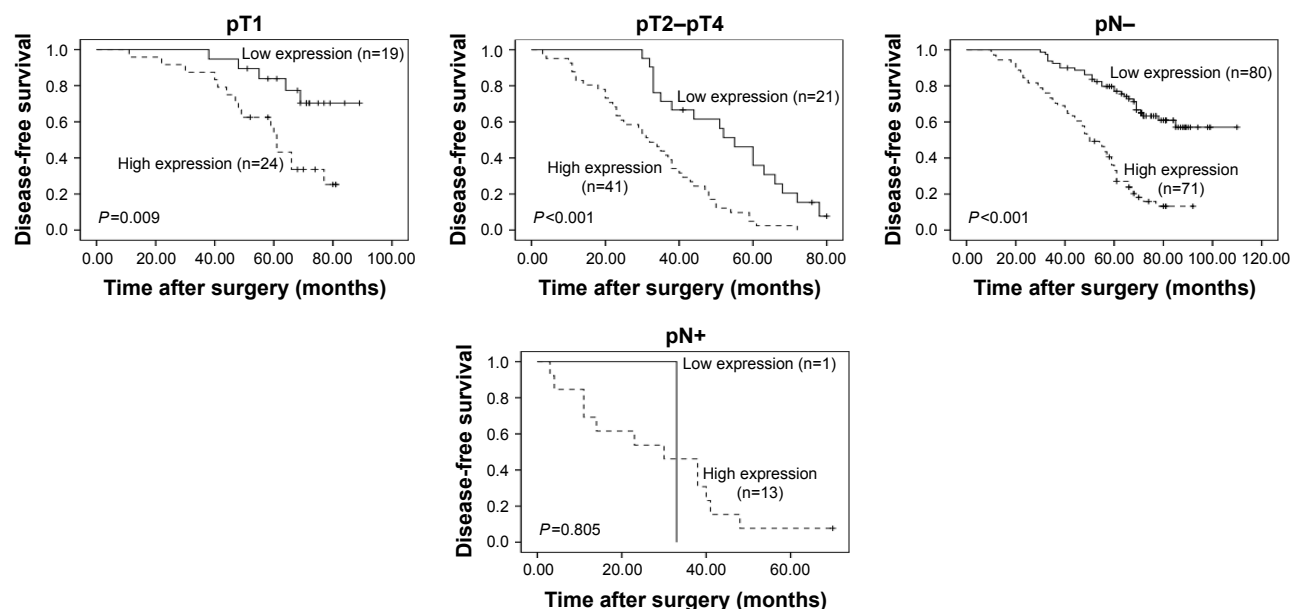 pT1
Disease-free survival
1.0
0.8
0.6
0.4
0.2
0.0
Low expression (n=19)
High expression (n=24)
P=0.009
0.00 20.00 40.00 60.00 80.00 100.00
Time after surgery (months)
pT2–pT4
Disease-free survival
1.0
0.8
0.6
0.4
0.2
0.0
Low expression (n=21)
High expression
(n=41)
P<0.001
0.00 20.00 40.00 60.00 80.00
Time after surgery (months)
pN–
Disease-free survival
1.0
0.8
0.6
0.4
0.2
0.0
Low expression (n=80)
High expression
(n=71)
P<0.001
0.00 20.00 40.00 60.00 80.00 100.00 120.00
Time after surgery (months)
pN+
Disease-free survival
1.0
0.8
0.6
0.4
0.2
0.0
Low expression (n=1)
High expression
(n=13)
P=0.805
0.00 20.00 40.00 60.00
Time after surgery (months)